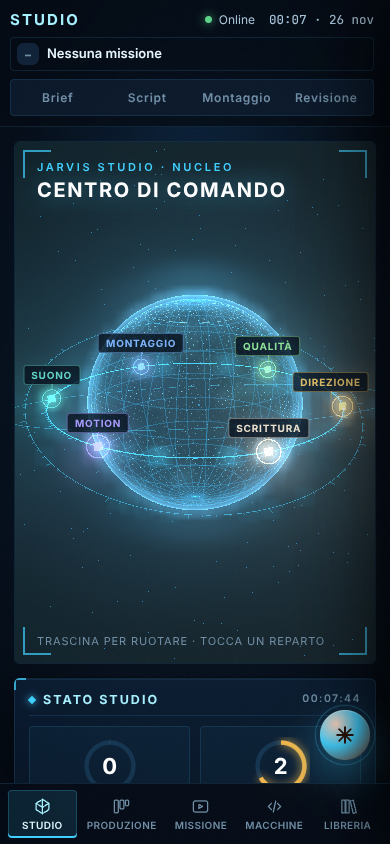 STUDIO
Online 00:07 · 26 nov
Nessuna missione
Brief Script Montaggio Revisione
JARVIS STUDIO · NUCLEO
CENTRO DI COMANDO
MONTAGGIO
QUALITÀ
SUONO
DIREZIONE
MOTION
SCRITTURA
TRASCINA PER RUOTARE · TOCCA UN REPARTO
STATO STUDIO 00:07:44
0 2
STUDIO PRODUZIONE MISSIONE MACCHINE LIBRERIA